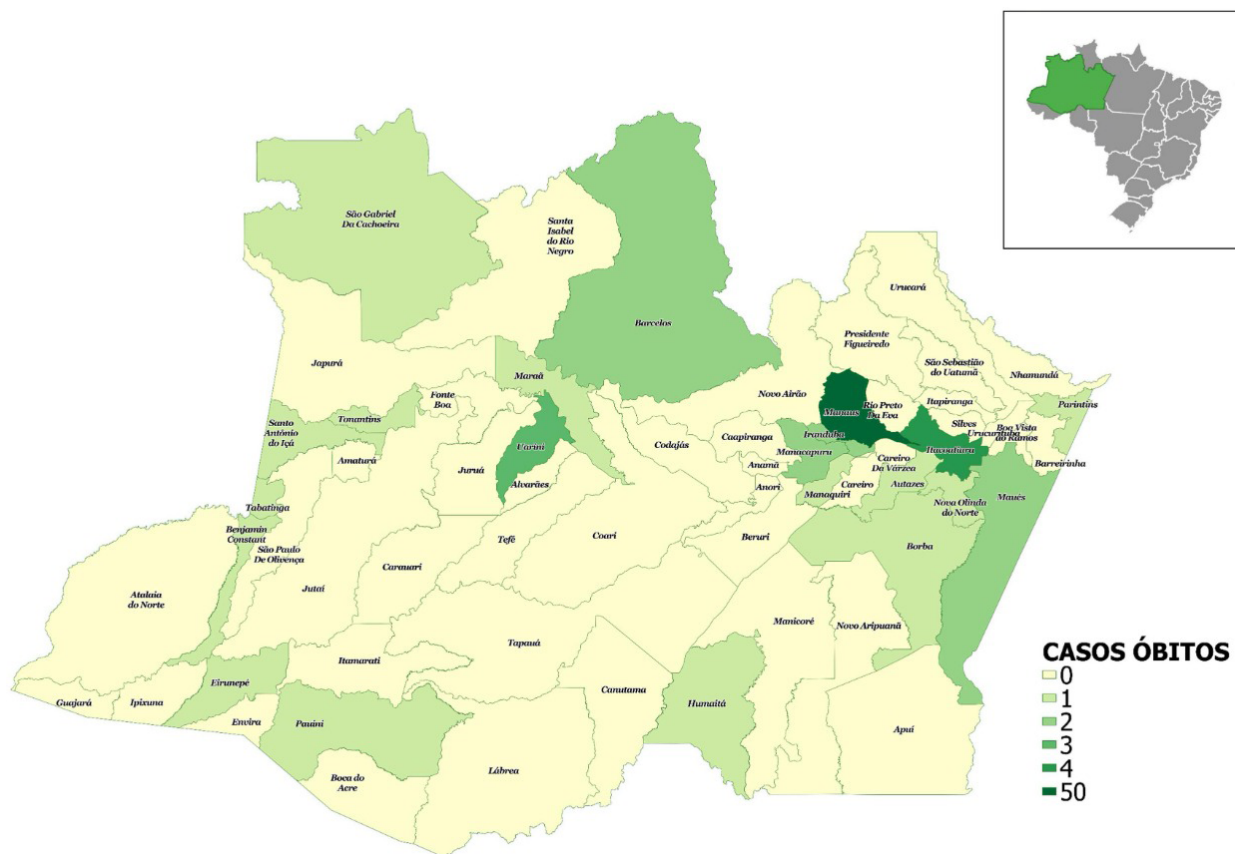 São Gabriel
Da Cachoeira
Santa
Isabel
do Rio
Negro
Barcelos
Urucará
Presidente
Figueiredo
São Sebastião
do Uatumã
Nhamundá
Japurá
Maraã
Fonte
Boa
Novo Airão
Manaus
Rio Preto
Da Eva
Itapiranga
Parintins
Santo
Antônio
do Içá
Tonantins
Uarini
Codajás
Caapiranga
Iranduba
Silves
Urucurituba
Boa Vista
do Ramos
Amaturá
Juruá
Alvarães
Anamã
Manacapuru
Careiro
Da Várzea
Itacoatiara
Barreirinha
Anori
Manaquiri
Careiro
Autazes
Tabatinga
Nova Olinda
do Norte
Maués
Benjamin
Constant
São Paulo
De Olivença
Tefé
Coari
Beruri
Borba
Atalaia
do Norte
Jutaí
Carauari
Manicoré
Novo Aripuanã
Tapauá
Itamarati
Eirunepé
Canutama
Guajará
Ipixuna
Envira
Pauini
Humaitá
Apuí
Boca do
Acre
Lábrea
CASOS ÓBITOS
0
1
2
3
4
50